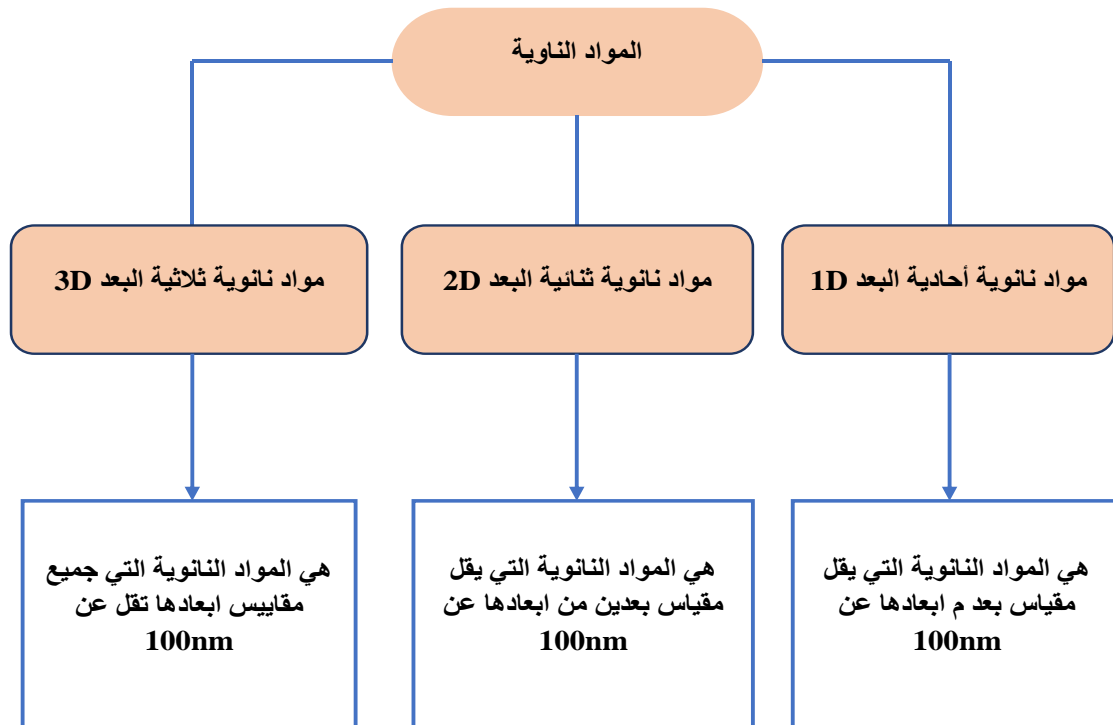 المواد الناوية
مواد نانوية أحادية البعد 1D
مواد نانوية ثنائية البعد 2D
مواد نانوية ثلاثية البعد 3D
هي المواد النانوية التي يقل
مقياس بعد م ابعادها عن
100nm
هي المواد النانوية التي يقل
مقياس بعدين من ابعادها عن
100nm
هي المواد النانوية التي جميع
مقاييس ابعادها تقل عن
100nm